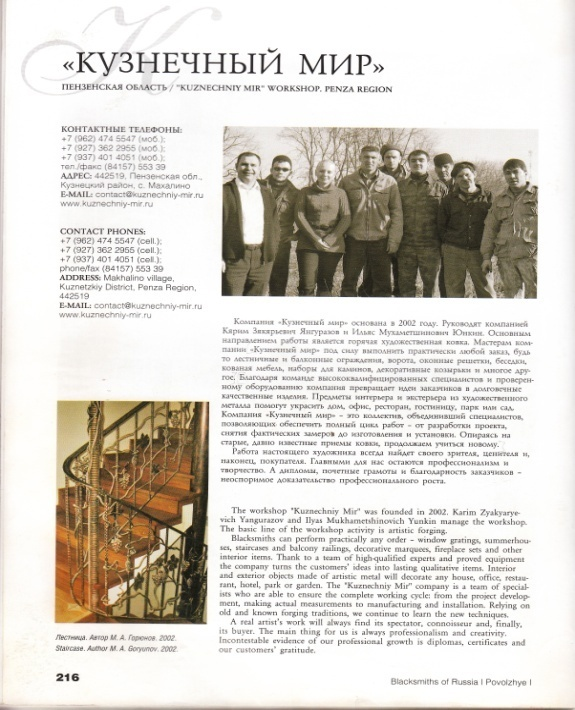 «КУЗНЕЧНЫЙ МИР»
ПЕНЗЕНСКАЯ ОБЛАСТЬ / "KUZNECHNIY MIR" WORKSHOP. PENZA REGION
КОНТАКТНЫЕ ТЕЛЕФОНЫ:
+7 (962) 474 5547 (моб.);
+7 (927) 362 2955 (моб.);
+7 (937) 401 4051 (моб.);
тел./факс (84157) 553 39
АДРЕС: 442519, Пензенская обл.,
Кузнецкий район, с. Махалино
E-MAIL: contact@kuznechniy-mir.ru
www.kuznechniy-mir.ru
CONTACT PHONES:
+7 (962) 474 5547 (cell.);
+7 (927) 362 2955 (cell.);
+7 (937) 401 4051 (cell.);
phone/fax (84157) 553 39
ADDRESS: Makhalino village,
Kuznetzkiy District, Penza Region,
442519
E-MAIL: contact@kuznechniy-mir.ru
www.kuznechniy-mir.ru
Компания «Кузнечный мир» основана в 2002 году. Руководят компанией
Кярим Зякярьевич Янгуразов и Ильяс Мухаметшинович Юнкин. Основным
направлением работы является горячая художественная ковка. Мастерам ком-
пании «Кузнечный мир» под силу выполнить практически любой заказ, будь
то лестничные и балконные ограждения, ворота, оконные решетки, беседки,
кованая мебель, наборы для каминов, декоративные козырьки и многое дру-
гое. Благодаря команде высококвалифицированных специалистов и проверен-
ному оборудованию компания превращает идеи заказчиков в долговечные
качественные изделия. Предметы интерьера и экстерьера из художественного
металла помогут украсить дом, офис, ресторан, гостиницу, парк или сад.
Компания «Кузнечный мир» – это коллектив, объединивший специалистов,
позволяющих обеспечить полный цикл работ – от разработки проекта,
снятия фактических замеров до изготовления и установки. Опираясь на
старые, давно известные приемы ковки, продолжаем учиться новому.
Работа настоящего художника всегда найдет своего зрителя, ценителя и,
наконец, покупателя. Главными для нас остаются профессионализм и
творчество. А дипломы, почетные грамоты и благодарность заказчиков –
неоспоримое доказательство профессионального роста.
The workshop "Kuznechniy Mir" was founded in 2002. Karim Zyakyarye-
vich Yangurazov and Ilyas Mukhametshinovich Yunkin manage the workshop.
The basic line of the workshop activity is artistic forging.
Blacksmiths can perform practically any order – window gratings, summerhou-
ses, staircases and balcony railings, decorative marquees, fireplace sets and other
interior items. Thank to a team of high-qualified experts and proved equipment
the company turns the customers' ideas into lasting qualitative items. Interior
and exterior objects made of artistic metal will decorate any house, office, restau-
rant, hotel, park or garden. The "Kuznechniy Mir" company is a team of special-
ists who are able to ensure the complete working cycle: from the project develop-
ment, making actual measurements to manufacturing and installation. Relying on
old and known forging traditions, we continue to learn the new techniques.
A real artist's work will always find its spectator, connoisseur and, finally,
its buyer. The main thing for us is always professionalism and creativity.
Incontestable evidence of our professional growth is diplomas, certificates and
our customers' gratitude.
Лестница. Автор М. А. Горюнов. 2002.
Staircase. Author M. A. Goryunov. 2002.
216
Blacksmiths of Russia | Povolzhye |